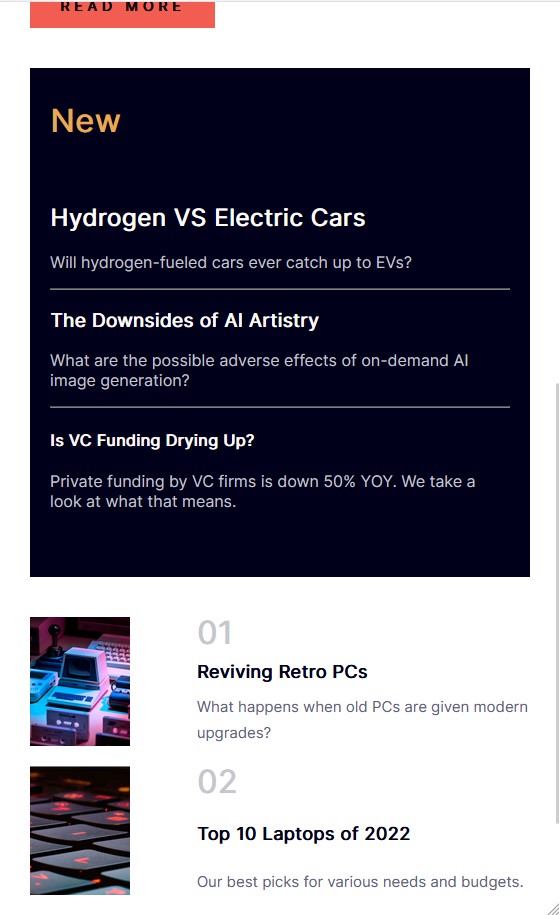 READ MORE
New
Hydrogen VS Electric Cars
Will hydrogen-fueled cars ever catch up to EVs?
The Downsides of AI Artistry
What are the possible adverse effects of on-demand AI
image generation?
Is VC Funding Drying Up?
Private funding by VC firms is down 50% YOY. We take a
look at what that means.
01
Reviving Retro PCs
What happens when old PCs are given modern
upgrades?
02
Top 10 Laptops of 2022
Our best picks for various needs and budgets.